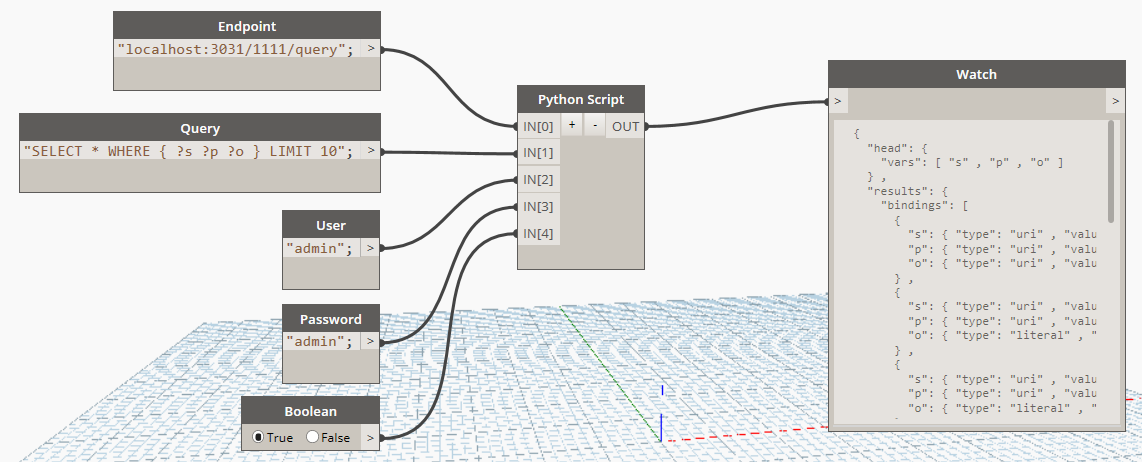 Endpoint
"localhost:3031/1111/query"; >
Query
"SELECT * WHERE { ?s ?p ?o } LIMIT 10"; >
User
"admin"; >
Password
"admin"; >
Boolean
True False >
Python Script
IN[0] + - OUT
IN[1]
IN[2]
IN[3]
IN[4]
Watch
> >
{
"head": {
"vars": [ "s" , "p" , "o" ]
} ,
"results": {
"bindings": [
{
"s": { "type": "uri" , "valu
"p": { "type": "uri" , "valu
"o": { "type": "uri" , "valu
} ,
{
"s": { "type": "uri" , "valu
"p": { "type": "uri" , "valu
"o": { "type": "literal" , "
} ,
{
"s": { "type": "uri" , "valu
"p": { "type": "uri" , "valu
"o": { "type": "literal" , "